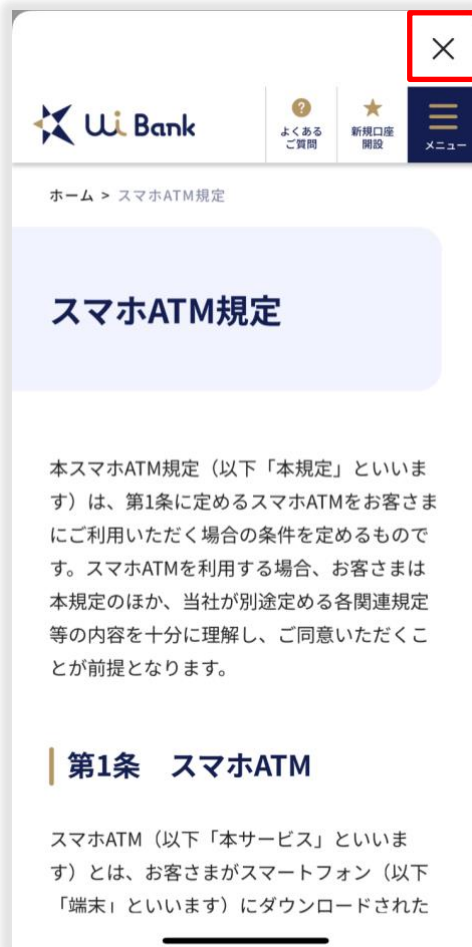 UI Bank
よくある
ご質問
新規口座
開設
メニュー
ホーム > スマホATM規定
スマホATM規定
本スマホATM規定（以下「本規定」といいま
す）は、第1条に定めるスマホATMをお客さま
にご利用いただく場合の条件を定めるもので
す。スマホATMを利用する場合、お客さまは
本規定のほか、当社が別途定める各関連規定
等の内容を十分に理解し、ご同意いただくこ
とが前提となります。
第1条　スマホATM
スマホATM（以下「本サービス」といいま
す）とは、お客さまがスマートフォン（以下
「端末」といいます）にダウンロードされた